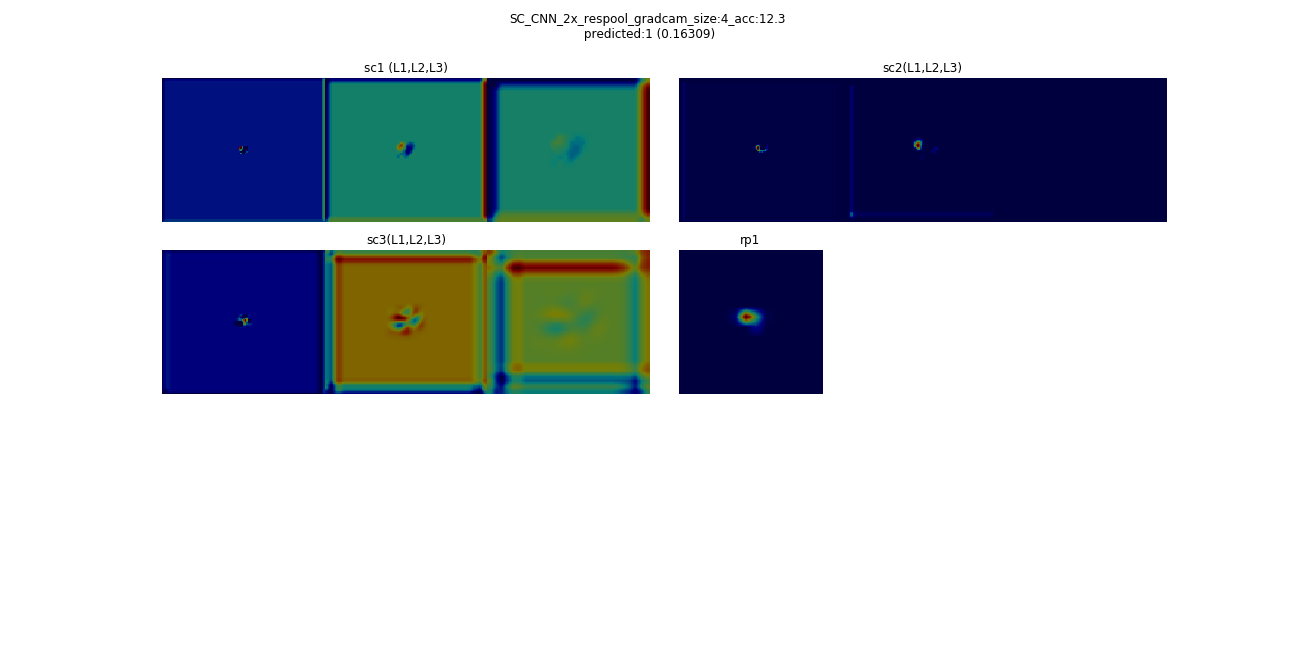 SC_CNN_2x_respool_gradcam_size:4_acc:12.3
predicted:1 (0.16309)
sc1 (L1,L2,L3)
sc2(L1,L2,L3)
sc3(L1,L2,L3)
rp1